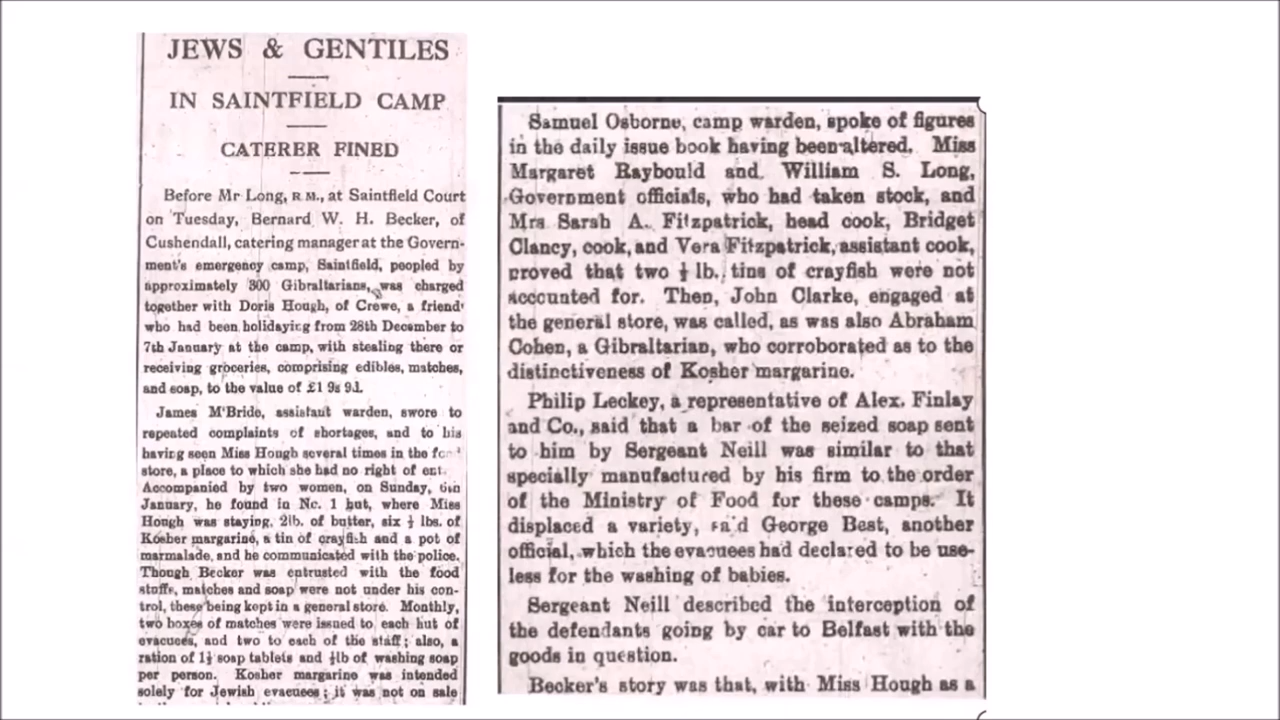 JEWS & GENTILES
IN SAINTFIELD CAMP
CATERER FINED
Before Mr Long, R.M., at Saintfield Court
on Tuesday, Bernard W. H. Becker, of
Cushendall, catering manager at the Govern-
ment's emergency camp, Saintfield, peopled by
approximately 300 Gibraltarians, was charged
together with Doris Hough, of Crewe, a friend
who had been holidaying from 28th December to
7th January at the camp, with stealing there or
receiving groceries, comprising edibles, matches,
and soap, to the value of £1 9s 9d.
James M'Bride, assistant warden, swore to
repeated complaints of shortages, and to his
having seen Miss Hough several times in the
store, a place to which she had no right of
Accompanied by two women, on Sunday, 6th
January, he found in No. 1 hut, where Miss
Hough was staying, 2lb. of butter, six ½ lbs. of
Kosher margarine, a tin of crayfish and a pot of
marmalade, and he communicated with the police.
Though Becker was entrusted with the food
stuffs, matches and soap were not under his con-
trol, these being kept in a general store. Monthly,
two boxes of matches were issued to each hut of
evacuees, and two to each of the staff; also, a
ration of 1½ soap tablets and ½lb of washing soap
per person. Kosher margarine was intended
solely for Jewish evacuees; it was not on sale
Samuel Osborne, camp warden, spoke of figures
in the daily issue book having been altered. Miss
Margaret Raybould and William S. Long,
Government officials, who had taken stock, and
Mrs Sarah A. Fitzpatrick, head cook, Bridget
Clancy, cook, and Vera Fitzpatrick, assistant cook,
proved that two ½ lb. tins of crayfish were not
accounted for. Then, John Clarke, engaged at
the general store, was called, as was also Abraham
Cohen, a Gibraltarian, who corroborated as to the
distinctiveness of Kosher margarine.
Philip Leckey, a representative of Alex. Finlay
and Co., said that a bar of the seized soap sent
to him by Sergeant Neill was similar to that
specially manufactured by his firm to the order
of the Ministry of Food for these camps. It
displaced a variety, said George Best, another
official, which the evacuees had declared to be use-
less for the washing of babies.
Sergeant Neill described the interception of
the defendants going by car to Belfast with the
goods in question.
Becker's story was that, with Miss Hough as a